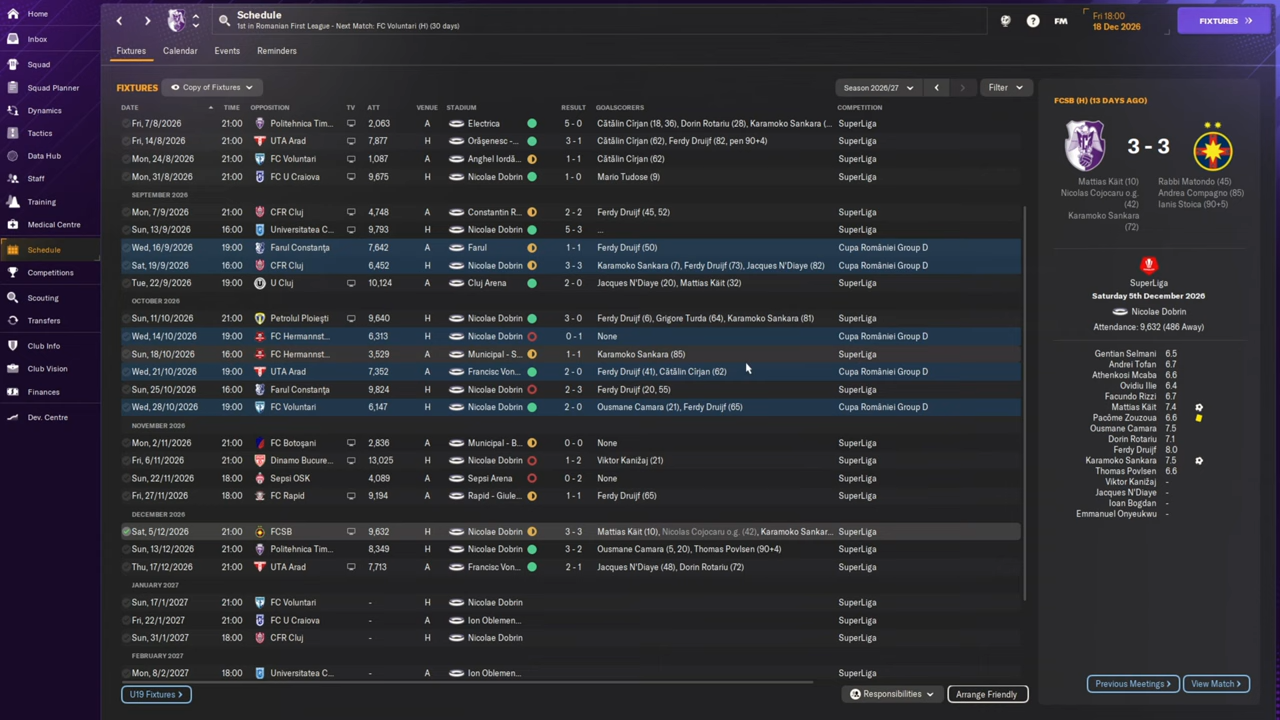 Home
Inbox
Squad
Squad Planner
Dynamics
Tactics
Data Hub
Staff
Training
Medical Centre
Schedule
Competitions
Scouting
Transfers
Club Info
Club Vision
Finances
Dev. Centre
Schedule
1st in Romanian First League - Next Match: FC Voluntari (H) (30 days)
? FM Fri 18:00
18 Dec 2026
FIXTURES
Fixtures Calendar Events Reminders
FIXTURES Copy of Fixtures Season 2026/27 Filter
DATE TIME OPPOSITION TV ATT VENUE STADIUM RESULT GOALSCORERS COMPETITION
Fri, 7/8/2026 21:00 Politehnica Tim... 2,063 A Electrica 5 - 0 Cătălin Cîrjan (18, 36), Dorin Rotariu (28), Karamoko Sankara (... SuperLiga
Fri, 14/8/2026 21:00 UTA Arad 7,877 H Orăşenesc -... 3 - 1 Cătălin Cîrjan (62), Ferdy Druijf (82, pen 90+4) SuperLiga
Mon, 24/8/2026 21:00 FC Voluntari 1,087 A Anghel Iordă... 1 - 1 Cătălin Cîrjan (62) SuperLiga
Mon, 31/8/2026 21:00 FC U Craiova 9,675 H Nicolae Dobrin 1 - 0 Mario Tudose (9) SuperLiga
SEPTEMBER 2026
Mon, 7/9/2026 21:00 CFR Cluj 4,748 A Constantin R... 2 - 2 Ferdy Druijf (45, 52) SuperLiga
Sun, 13/9/2026 16:00 Universitatea C... 9,793 H Nicolae Dobrin 5 - 3 ... SuperLiga
Wed, 16/9/2026 19:00 Farul Constanţa 7,642 A Farul 1 - 1 Ferdy Druijf (50) Cupa României Group D
Sat, 19/9/2026 16:00 CFR Cluj 6,452 H Nicolae Dobrin 3 - 3 Karamoko Sankara (7), Ferdy Druijf (73), Jacques N'Diaye (82) Cupa României Group D
Tue, 22/9/2026 19:00 U Cluj 10,124 A Cluj Arena 2 - 0 Jacques N'Diaye (20), Mattias Käit (32) SuperLiga
OCTOBER 2026
Sun, 11/10/2026 21:00 Petrolul Ploieşti 9,640 H Nicolae Dobrin 3 - 0 Ferdy Druijf (6), Grigore Turda (64), Karamoko Sankara (81) SuperLiga
Wed, 14/10/2026 19:00 FC Hermannst... 6,313 H Nicolae Dobrin 0 - 1 None Cupa României Group D
Sun, 18/10/2026 16:00 FC Hermannst... 3,529 A Municipal - S... 1 - 1 Karamoko Sankara (85) SuperLiga
Wed, 21/10/2026 19:00 UTA Arad 7,352 A Francisc Von... 2 - 0 Ferdy Druijf (41), Cătălin Cîrjan (62) Cupa României Group D
Sun, 25/10/2026 16:00 Farul Constanţa 9,824 H Nicolae Dobrin 2 - 3 Ferdy Druijf (20, 55) SuperLiga
Wed, 28/10/2026 19:00 FC Voluntari 6,147 H Nicolae Dobrin 2 - 0 Ousmane Camara (21), Ferdy Druijf (65) Cupa României Group D
NOVEMBER 2026
Mon, 2/11/2026 21:00 FC Botoşani 2,836 A Municipal - B... 0 - 0 None SuperLiga
Fri, 6/11/2026 21:00 Dinamo Bucure... 13,025 H Nicolae Dobrin 1 - 2 Viktor Kanižaj (21) SuperLiga
Sun, 22/11/2026 18:00 Sepsi OSK 4,089 A Sepsi Arena 0 - 2 None SuperLiga
Fri, 27/11/2026 18:00 FC Rapid 9,194 A Rapid - Giule... 1 - 1 Ferdy Druijf (65) SuperLiga
DECEMBER 2026
Sat, 5/12/2026 21:00 FCSB 9,632 H Nicolae Dobrin 3 - 3 Mattias Käit (10), Nicolas Cojocaru o.g. (42), Karamoko Sankar... SuperLiga
Sun, 13/12/2026 21:00 Politehnica Tim... 8,349 H Nicolae Dobrin 3 - 2 Ousmane Camara (5, 20), Thomas Povlsen (90+4) SuperLiga
Thu, 17/12/2026 21:00 UTA Arad 7,713 A Francisc Von... 2 - 1 Jacques N'Diaye (48), Dorin Rotariu (72) SuperLiga
JANUARY 2027
Sun, 17/1/2027 21:00 FC Voluntari - H Nicolae Dobrin SuperLiga
Fri, 22/1/2027 21:00 FC U Craiova - A Ion Oblemen... SuperLiga
Sun, 31/1/2027 18:00 CFR Cluj - H Nicolae Dobrin SuperLiga
FEBRUARY 2027
Mon, 8/2/2027 18:00 Universitatea C... - A Ion Oblemen... SuperLiga
U19 Fixtures > Responsibilities Arrange Friendly
FCSB (H) (13 DAYS AGO)
3 - 3
Mattias Käit (10)
Nicolas Cojocaru o.g.
(42)
Karamoko Sankara
(72)
Rabbi Matondo (45)
Andrea Compagno (85)
Ianis Stoica (90+5)
SuperLiga
Saturday 5th December 2026
Nicolae Dobrin
Attendance: 9,632 (486 Away)
Gentian Selmani 6.5
Andrei Tofan 6.7
Athenkosi Mcaba 6.6
Ovidiu Ilie 6.4
Facundo Rizzi 6.7
Mattias Käit 7.4
Pacôme Zouzoua 6.6
Ousmane Camara 7.5
Dorin Rotariu 7.1
Ferdy Druijf 8.0
Karamoko Sankara 7.5
Thomas Povlsen 6.6
Viktor Kanižaj -
Jacques N'Diaye -
Ioan Bogdan -
Emmanuel Onyeukwu -
Previous Meetings > View Match >